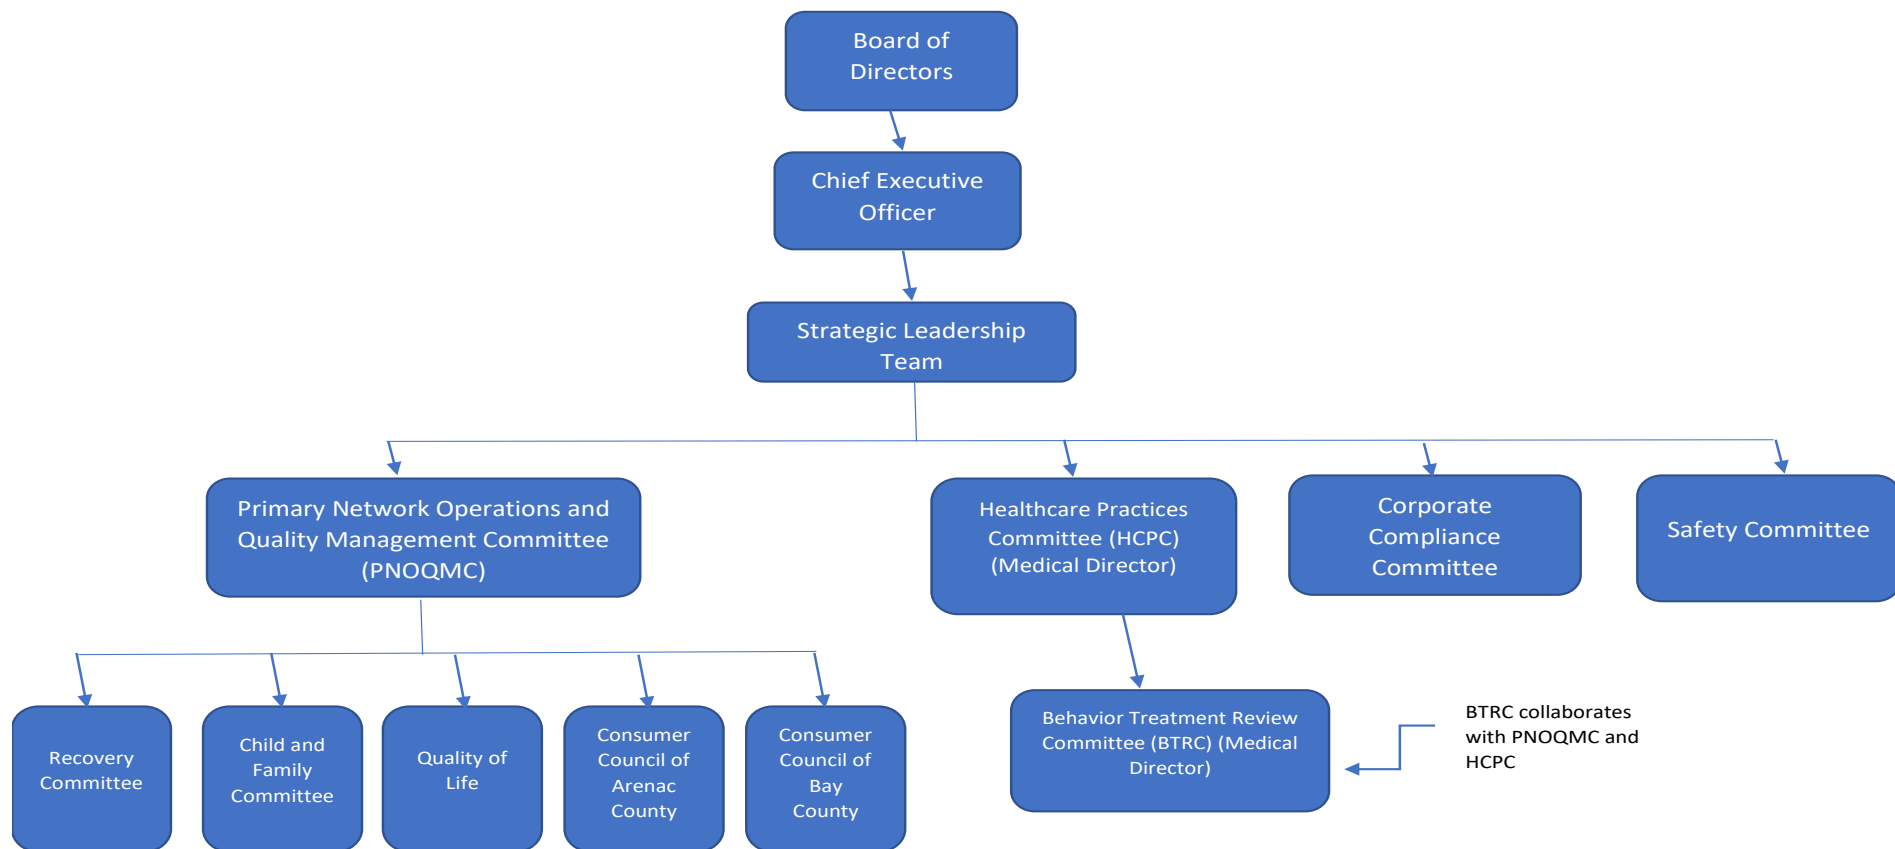 Board of
Directors
Chief Executive
Officer
Strategic Leadership
Team
Primary Network Operations and
Quality Management Committee
(PNOQMC)
Healthcare Practices
Committee (HCPC)
(Medical Director)
Corporate
Compliance
Committee
Safety Committee
Recovery
Committee
Child and
Family
Committee
Quality of
Life
Consumer
Council of
Arenac
County
Consumer
Council of
Bay
County
Behavior Treatment Review
Committee (BTRC) (Medical
Director)
BTRC collaborates
with PNOQMC and
HCPC